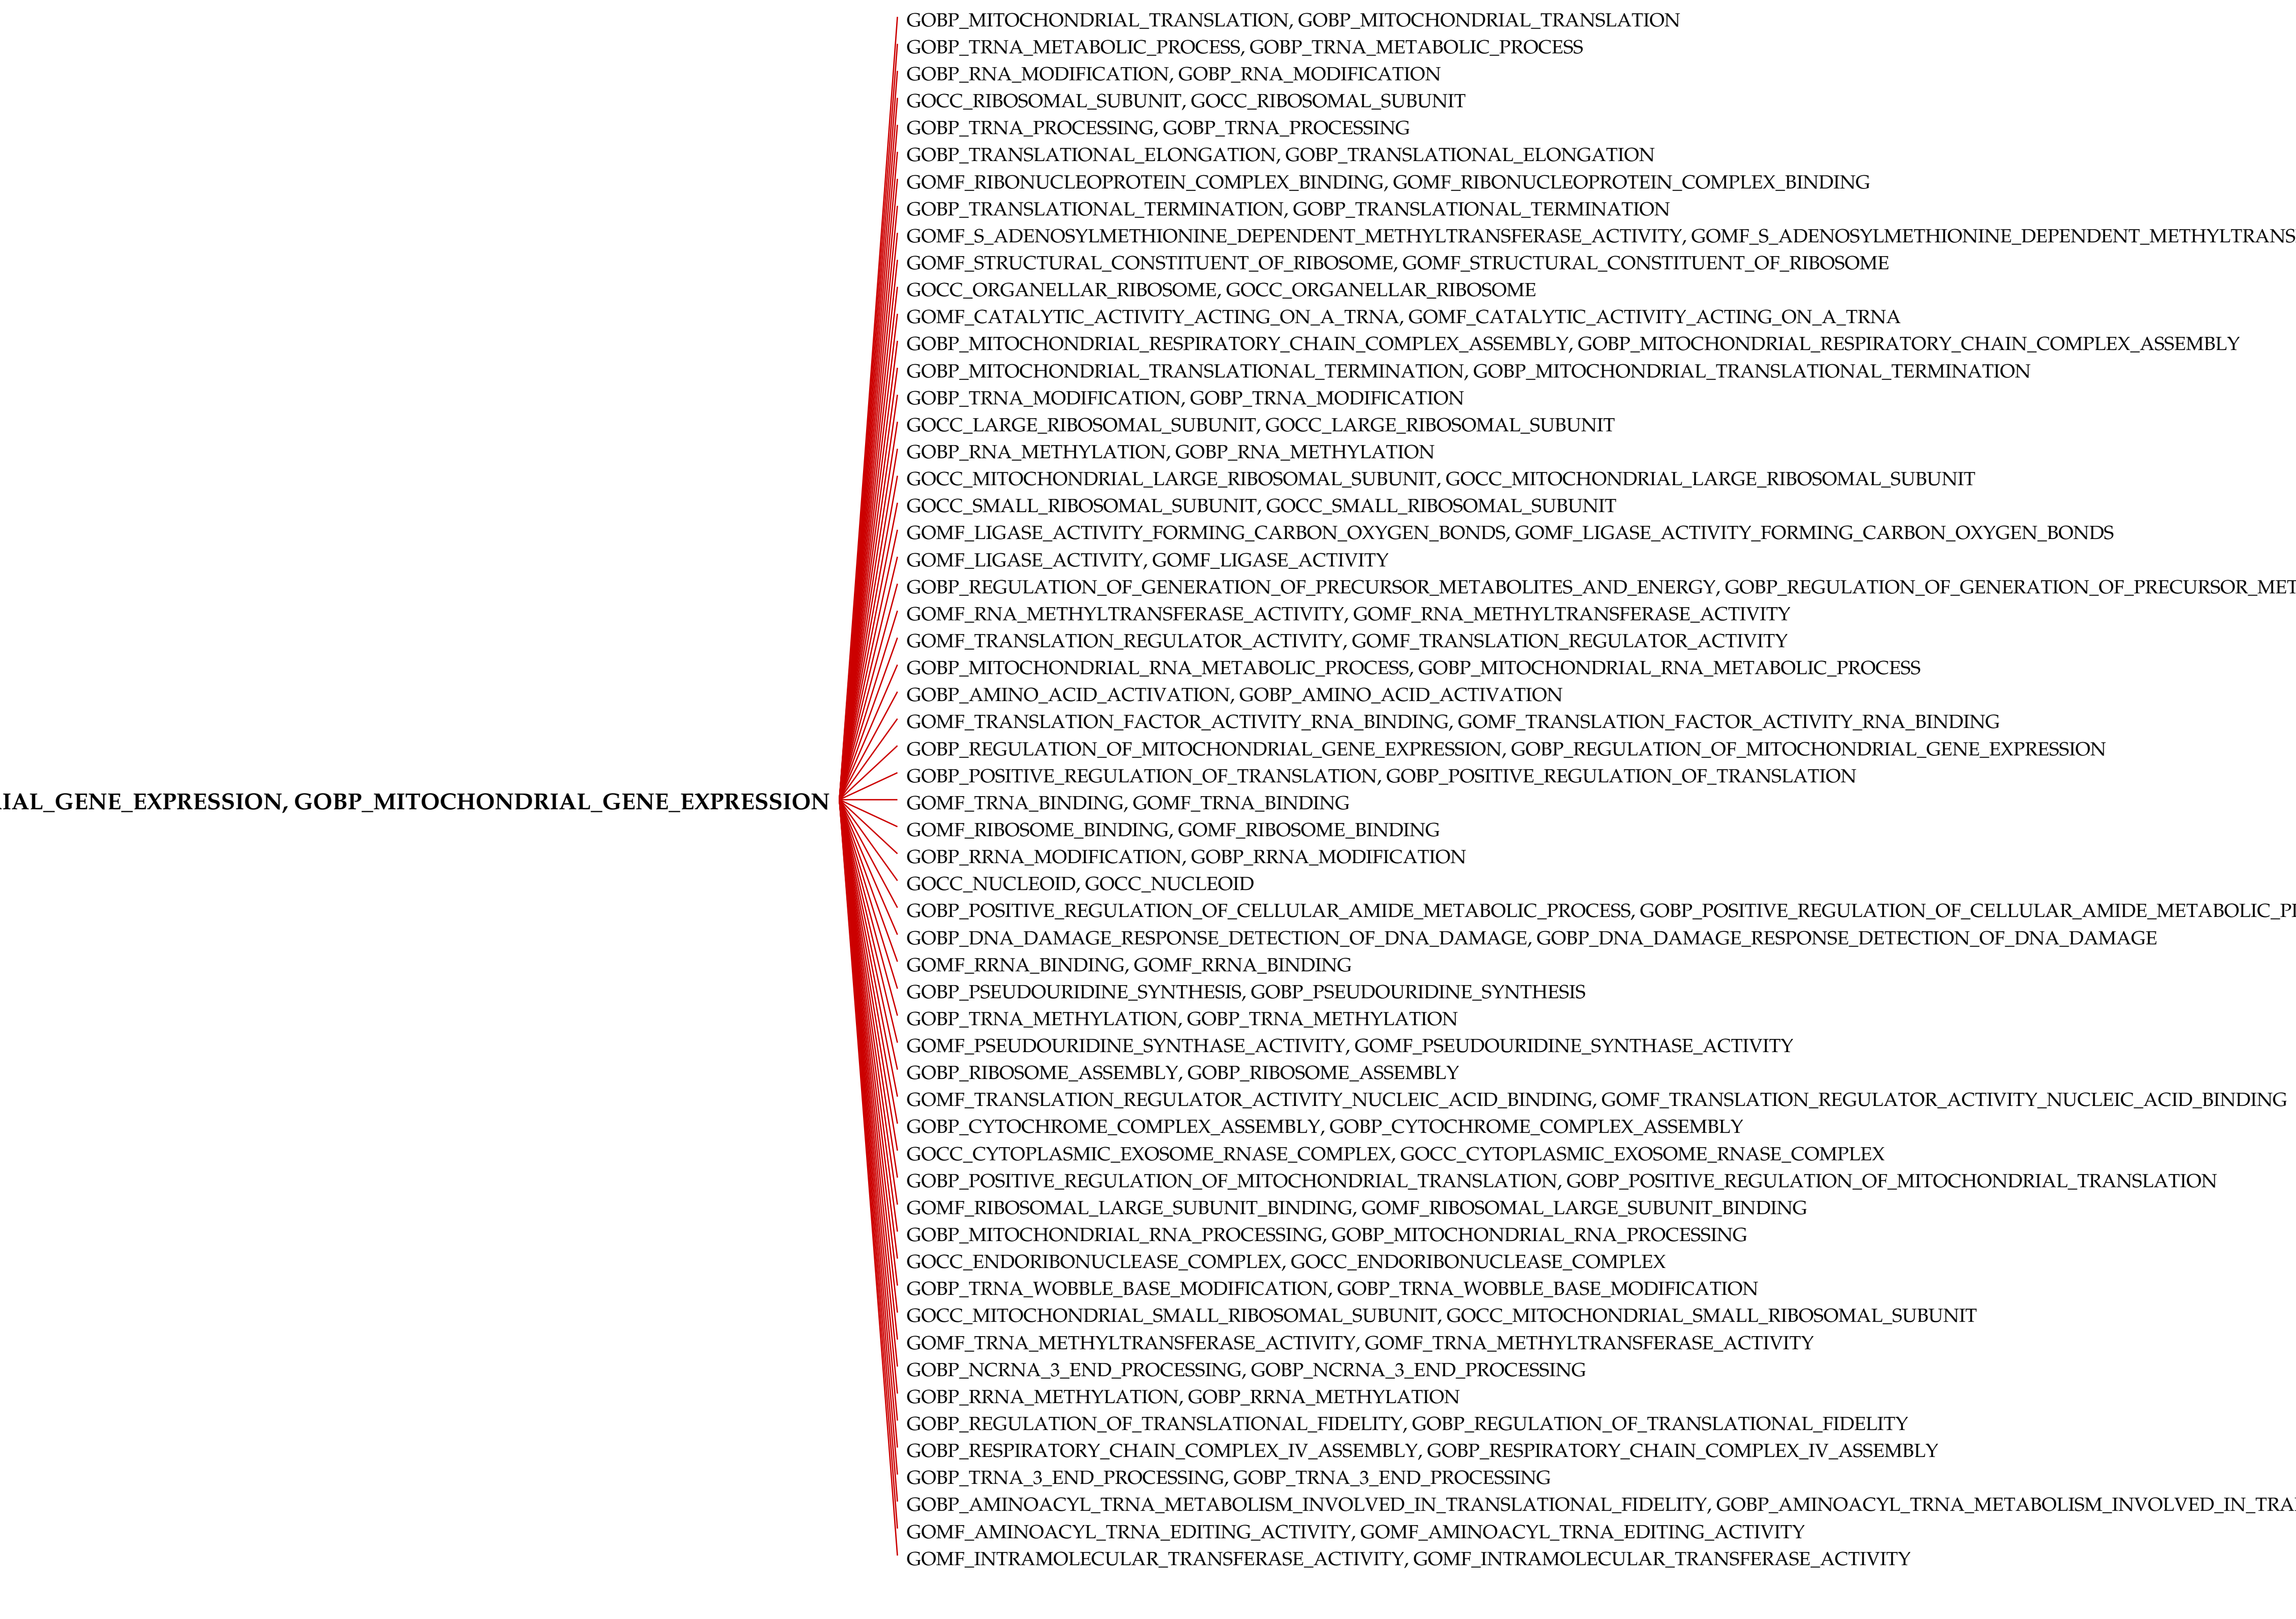 GOBP_MITOCHONDRIAL_TRANSLATION, GOBP_MITOCHONDRIAL_TRANSLATION
GOBP_TRNA_METABOLIC_PROCESS, GOBP_TRNA_METABOLIC_PROCESS
GOBP_RNA_MODIFICATION, GOBP_RNA_MODIFICATION
GOCC_RIBOSOMAL_SUBUNIT, GOCC_RIBOSOMAL_SUBUNIT
GOBP_TRNA_PROCESSING, GOBP_TRNA_PROCESSING
GOBP_TRANSLATIONAL_ELONGATION, GOBP_TRANSLATIONAL_ELONGATION
GOMF_RIBONUCLEOPROTEIN_COMPLEX_BINDING, GOMF_RIBONUCLEOPROTEIN_COMPLEX_BINDING
GOBP_TRANSLATIONAL_TERMINATION, GOBP_TRANSLATIONAL_TERMINATION
GOMF_S_ADENOSYLMETHIONINE_DEPENDENT_METHYLTRANSFERASE_ACTIVITY, GOMF_S_ADENOSYLMETHIONINE_DEPENDENT_METHYLTRANS
GOMF_STRUCTURAL_CONSTITUENT_OF_RIBOSOME, GOMF_STRUCTURAL_CONSTITUENT_OF_RIBOSOME
GOCC_ORGANELLAR_RIBOSOME, GOCC_ORGANELLAR_RIBOSOME
GOMF_CATALYTIC_ACTIVITY_ACTING_ON_A_TRNA, GOMF_CATALYTIC_ACTIVITY_ACTING_ON_A_TRNA
GOBP_MITOCHONDRIAL_RESPIRATORY_CHAIN_COMPLEX_ASSEMBLY, GOBP_MITOCHONDRIAL_RESPIRATORY_CHAIN_COMPLEX_ASSEMBLY
GOBP_MITOCHONDRIAL_TRANSLATIONAL_TERMINATION, GOBP_MITOCHONDRIAL_TRANSLATIONAL_TERMINATION
GOBP_TRNA_MODIFICATION, GOBP_TRNA_MODIFICATION
GOCC_LARGE_RIBOSOMAL_SUBUNIT, GOCC_LARGE_RIBOSOMAL_SUBUNIT
GOBP_RNA_METHYLATION, GOBP_RNA_METHYLATION
GOCC_MITOCHONDRIAL_LARGE_RIBOSOMAL_SUBUNIT, GOCC_MITOCHONDRIAL_LARGE_RIBOSOMAL_SUBUNIT
GOCC_SMALL_RIBOSOMAL_SUBUNIT, GOCC_SMALL_RIBOSOMAL_SUBUNIT
GOMF_LIGASE_ACTIVITY_FORMING_CARBON_OXYGEN_BONDS, GOMF_LIGASE_ACTIVITY_FORMING_CARBON_OXYGEN_BONDS
GOMF_LIGASE_ACTIVITY, GOMF_LIGASE_ACTIVITY
GOBP_REGULATION_OF_GENERATION_OF_PRECURSOR_METABOLITES_AND_ENERGY, GOBP_REGULATION_OF_GENERATION_OF_PRECURSOR_MET
GOMF_RNA_METHYLTRANSFERASE_ACTIVITY, GOMF_RNA_METHYLTRANSFERASE_ACTIVITY
GOMF_TRANSLATION_REGULATOR_ACTIVITY, GOMF_TRANSLATION_REGULATOR_ACTIVITY
GOBP_MITOCHONDRIAL_RNA_METABOLIC_PROCESS, GOBP_MITOCHONDRIAL_RNA_METABOLIC_PROCESS
GOBP_AMINO_ACID_ACTIVATION, GOBP_AMINO_ACID_ACTIVATION
GOMF_TRANSLATION_FACTOR_ACTIVITY_RNA_BINDING, GOMF_TRANSLATION_FACTOR_ACTIVITY_RNA_BINDING
GOBP_REGULATION_OF_MITOCHONDRIAL_GENE_EXPRESSION, GOBP_REGULATION_OF_MITOCHONDRIAL_GENE_EXPRESSION
GOBP_POSITIVE_REGULATION_OF_TRANSLATION, GOBP_POSITIVE_REGULATION_OF_TRANSLATION
IAL_GENE_EXPRESSION, GOBP_MITOCHONDRIAL_GENE_EXPRESSION
GOMF_TRNA_BINDING, GOMF_TRNA_BINDING
GOMF_RIBOSOME_BINDING, GOMF_RIBOSOME_BINDING
GOBP_RRNA_MODIFICATION, GOBP_RRNA_MODIFICATION
GOCC_NUCLEOID, GOCC_NUCLEOID
GOBP_POSITIVE_REGULATION_OF_CELLULAR_AMIDE_METABOLIC_PROCESS, GOBP_POSITIVE_REGULATION_OF_CELLULAR_AMIDE_METABOLIC_P
GOBP_DNA_DAMAGE_RESPONSE_DETECTION_OF_DNA_DAMAGE, GOBP_DNA_DAMAGE_RESPONSE_DETECTION_OF_DNA_DAMAGE
GOMF_RRNA_BINDING, GOMF_RRNA_BINDING
GOBP_PSEUDOURIDINE_SYNTHESIS, GOBP_PSEUDOURIDINE_SYNTHESIS
GOBP_TRNA_METHYLATION, GOBP_TRNA_METHYLATION
GOMF_PSEUDOURIDINE_SYNTHASE_ACTIVITY, GOMF_PSEUDOURIDINE_SYNTHASE_ACTIVITY
GOBP_RIBOSOME_ASSEMBLY, GOBP_RIBOSOME_ASSEMBLY
GOMF_TRANSLATION_REGULATOR_ACTIVITY_NUCLEIC_ACID_BINDING, GOMF_TRANSLATION_REGULATOR_ACTIVITY_NUCLEIC_ACID_BINDING
GOBP_CYTOCHROME_COMPLEX_ASSEMBLY, GOBP_CYTOCHROME_COMPLEX_ASSEMBLY
GOCC_CYTOPLASMIC_EXOSOME_RNASE_COMPLEX, GOCC_CYTOPLASMIC_EXOSOME_RNASE_COMPLEX
GOBP_POSITIVE_REGULATION_OF_MITOCHONDRIAL_TRANSLATION, GOBP_POSITIVE_REGULATION_OF_MITOCHONDRIAL_TRANSLATION
GOMF_RIBOSOMAL_LARGE_SUBUNIT_BINDING, GOMF_RIBOSOMAL_LARGE_SUBUNIT_BINDING
GOBP_MITOCHONDRIAL_RNA_PROCESSING, GOBP_MITOCHONDRIAL_RNA_PROCESSING
GOCC_ENDORIBONUCLEASE_COMPLEX, GOCC_ENDORIBONUCLEASE_COMPLEX
GOBP_TRNA_WOBBLE_BASE_MODIFICATION, GOBP_TRNA_WOBBLE_BASE_MODIFICATION
GOCC_MITOCHONDRIAL_SMALL_RIBOSOMAL_SUBUNIT, GOCC_MITOCHONDRIAL_SMALL_RIBOSOMAL_SUBUNIT
GOMF_TRNA_METHYLTRANSFERASE_ACTIVITY, GOMF_TRNA_METHYLTRANSFERASE_ACTIVITY
GOBP_NCRNA_3_END_PROCESSING, GOBP_NCRNA_3_END_PROCESSING
GOBP_RRNA_METHYLATION, GOBP_RRNA_METHYLATION
GOBP_REGULATION_OF_TRANSLATIONAL_FIDELITY, GOBP_REGULATION_OF_TRANSLATIONAL_FIDELITY
GOBP_RESPIRATORY_CHAIN_COMPLEX_IV_ASSEMBLY, GOBP_RESPIRATORY_CHAIN_COMPLEX_IV_ASSEMBLY
GOBP_TRNA_3_END_PROCESSING, GOBP_TRNA_3_END_PROCESSING
GOBP_AMINOACYL_TRNA_METABOLISM_INVOLVED_IN_TRANSLATIONAL_FIDELITY, GOBP_AMINOACYL_TRNA_METABOLISM_INVOLVED_IN_TRA
GOMF_AMINOACYL_TRNA_EDITING_ACTIVITY, GOMF_AMINOACYL_TRNA_EDITING_ACTIVITY
GOMF_INTRAMOLECULAR_TRANSFERASE_ACTIVITY, GOMF_INTRAMOLECULAR_TRANSFERASE_ACTIVITY